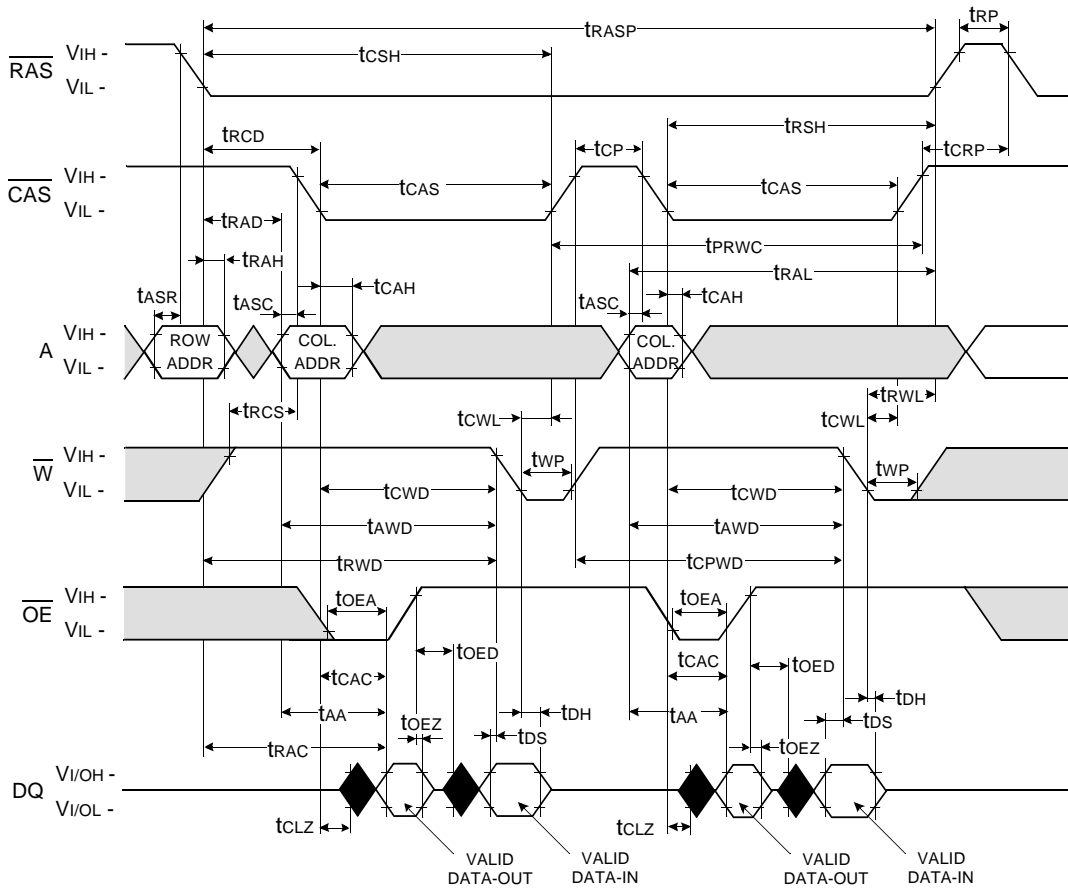 tRASP
tRP
tCSH
RAS
VIH -
VIL -
tRCD
tRSH
tCP
tCRP
CAS
VIH -
VIL -
tCAS
tCAS
tRAD
tPRWC
tRAH
tRAL
tASR
tASC
tCAH
tASC
tCAH
A
VIH -
VIL -
ROW
ADDR
COL.
ADDR
COL.
ADDR
tRWL
tRCS
tCWL
tCWL
W
VIH -
VIL -
tWP
tWP
tCWD
tCWD
tAWD
tAWD
tRWD
tCPWD
OE
VIH -
VIL -
tOEA
tOEA
tOED
tOED
tCAC
tCAC
tAA
tDH
tAA
tDH
tOEZ
tDS
tOEZ
tDS
tRAC
DQ
VI/OH -
VI/OL -
tCLZ
tCLZ
VALID
DATA-OUT
VALID
DATA-IN
VALID
DATA-OUT
VALID
DATA-IN